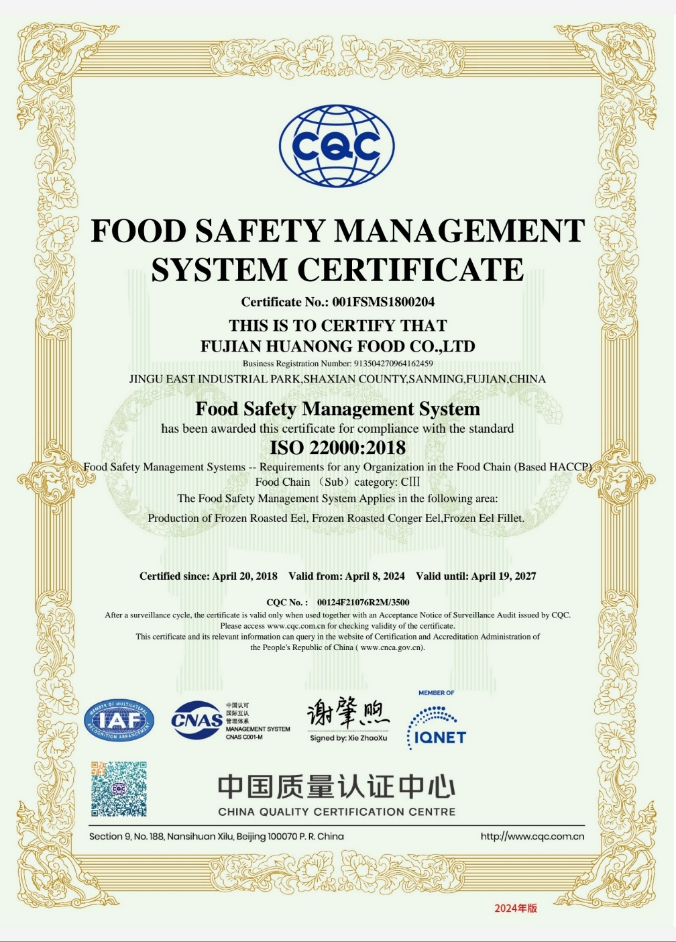 CQC
FOOD SAFETY MANAGEMENT
SYSTEM CERTIFICATE
Certificate No.: 001FSMS1800204
THIS IS TO CERTIFY THAT
FUJIAN HUANONG FOOD CO.,LTD
Business Registration Number: 913504270964162459
JINGU EAST INDUSTRIAL PARK,SHAXIAN COUNTY,SANMING,FUJIAN,CHINA
Food Safety Management System
has been awarded this certificate for compliance with the standard
ISO 22000:2018
Food Safety Management Systems -- Requirements for any Organization in the Food Chain (Based HACCP)
Food Chain （Sub）category: CⅢ
The Food Safety Management System Applies in the following area:
Production of Frozen Roasted Eel, Frozen Roasted Conger Eel,Frozen Eel Fillet.
Certified since: April 20, 2018 Valid from: April 8, 2024 Valid until: April 19, 2027
CQC No. : 00124F21076R2M/3500
After a surveillance cycle, the certificate is valid only when used together with an Acceptance Notice of Surveillance Audit issued by CQC.
Please access www.cqc.com.cn for checking validity of the certificate.
This certificate and its relevant information can query in the website of Certification and Accreditation Administration of
the People's Republic of China ( www.cnca.gov.cn).
MEMBER OF MULTILATERAL
IAF
RECOGNITION ARRANGEMENT
CNAS
中国认可
国际互认
管理体系
MANAGEMENT SYSTEM
CNAS C001-M
谢肇煦
Signed by: Xie ZhaoXu
MEMBER OF
IQNET
CQC
中国质量认证中心
CHINA QUALITY CERTIFICATION CENTRE
Section 9, No. 188, Nansihuan Xilu, Beijing 100070 P. R. China http://www.cqc.com.cn
2024年版